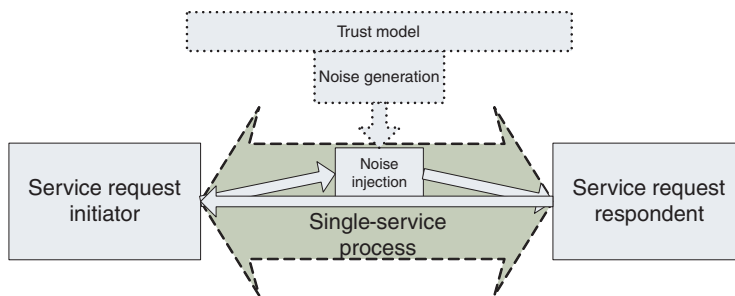 Trust model
Noise generation
Noise
injection
Service request
initiator
Service request
respondent
Single-service
process